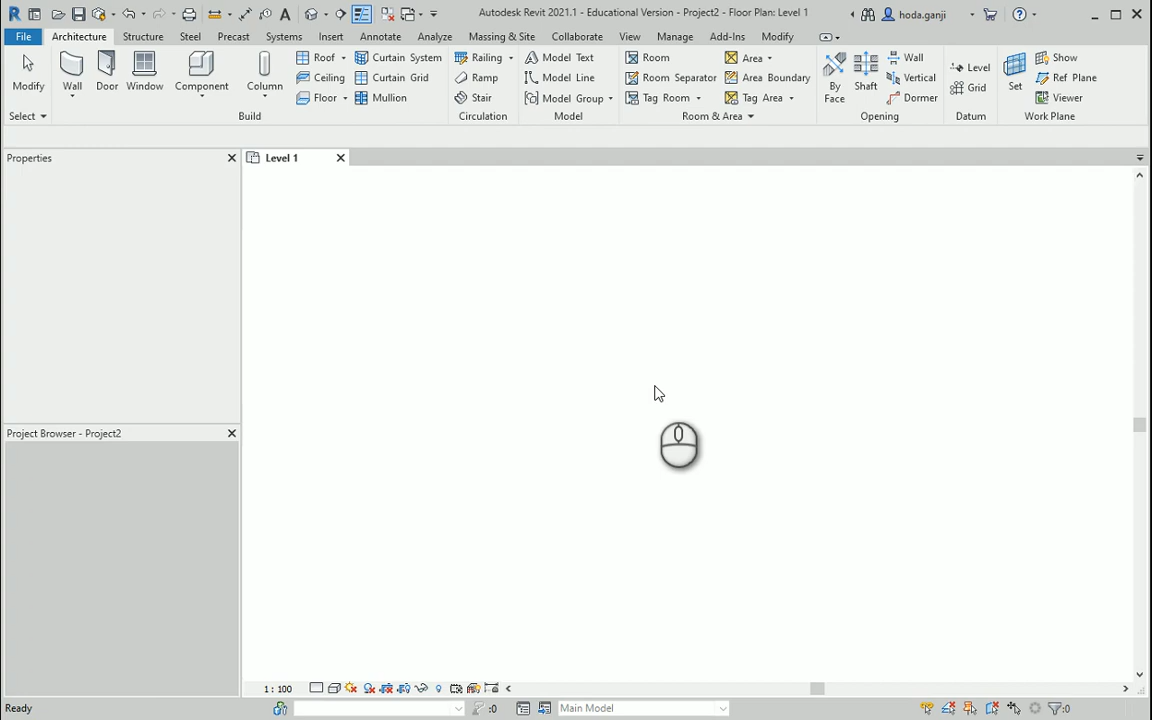 Autodesk Revit 2021.1 - Educational Version - Project2 - Floor Plan: Level 1
hoda.ganji
File Architecture Structure Steel Precast Systems Insert Annotate Analyze Massing & Site Collaborate View Manage Add-Ins Modify
Modify
Select
Wall Door Window Component Column
Roof Curtain System
Ceiling Curtain Grid
Floor Mullion
Build
Railing
Ramp
Stair
Circulation
Model Text
Model Line
Model Group
Model
Room Area
Room Separator Area Boundary
Tag Room Tag Area
Room & Area
By
Face
Shaft
Wall
Vertical
Dormer
Opening
Level
Grid
Datum
Set
Show
Ref Plane
Viewer
Work Plane
Properties
Level 1
Project Browser - Project2
1 : 100
Ready
:0
Main Model
:0